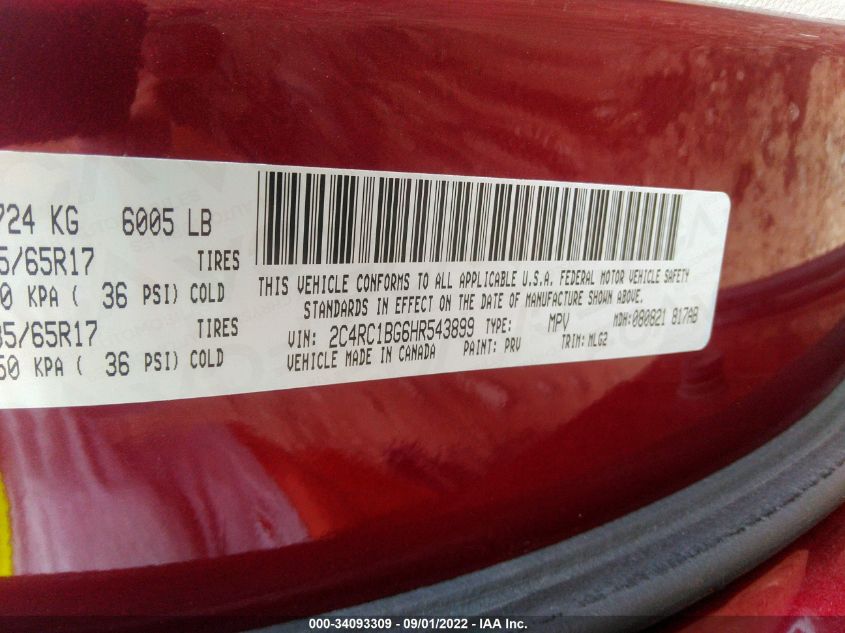 724 KG 6005 LB
5/65R17 TIRES
0 KPA ( 36 PSI) COLD
35/65R17 TIRES
50 KPA ( 36 PSI) COLD
THIS VEHICLE CONFORMS TO ALL APPLICABLE U.S.A. FEDERAL MOTOR VEHICLE SAFETY
STANDARDS IN EFFECT ON THE DATE OF MANUFACTURE SHOWN ABOVE.
VIN: 2C4RC1BG6HR543899 TYPE: MPV MDH:080821 817AB
VEHICLE MADE IN CANADA PAINT: PRV TRIM: MLG2
000-34093309 - 09/01/2022 - IAA Inc.